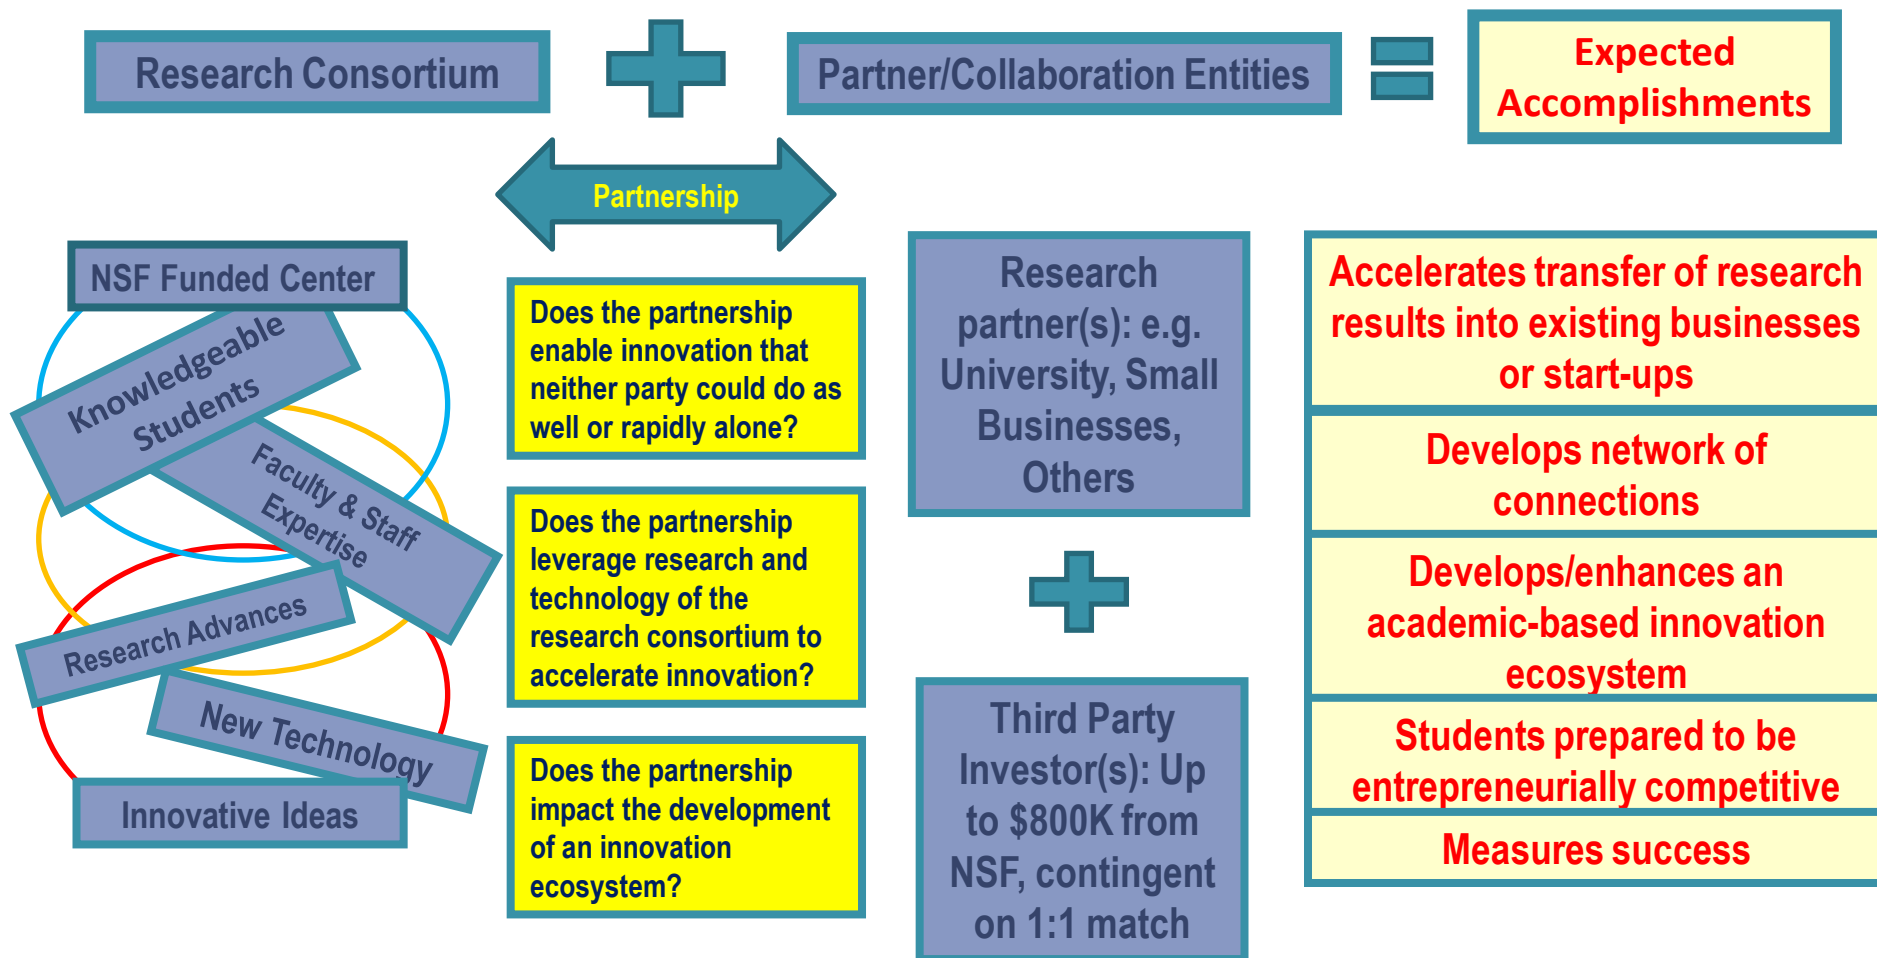 Research Consortium
Partner/Collaboration Entities
Expected
Accomplishments
Partnership
NSF Funded Center
Knowledgeable
Students
Faculty & Staff
Expertise
Research Advances
New Technology
Innovative Ideas
Does the partnership
enable innovation that
neither party could do as
well or rapidly alone?
Does the partnership
leverage research and
technology of the
research consortium to
accelerate innovation?
Does the partnership
impact the development
of an innovation
ecosystem?
Research
partner(s): e.g.
University, Small
Businesses,
Others
Third Party
Investor(s): Up
to $800K from
NSF, contingent
on 1:1 match
Accelerates transfer of research
results into existing businesses
or start-ups
Develops network of
connections
Develops/enhances an
academic-based innovation
ecosystem
Students prepared to be
entrepreneurially competitive
Measures success